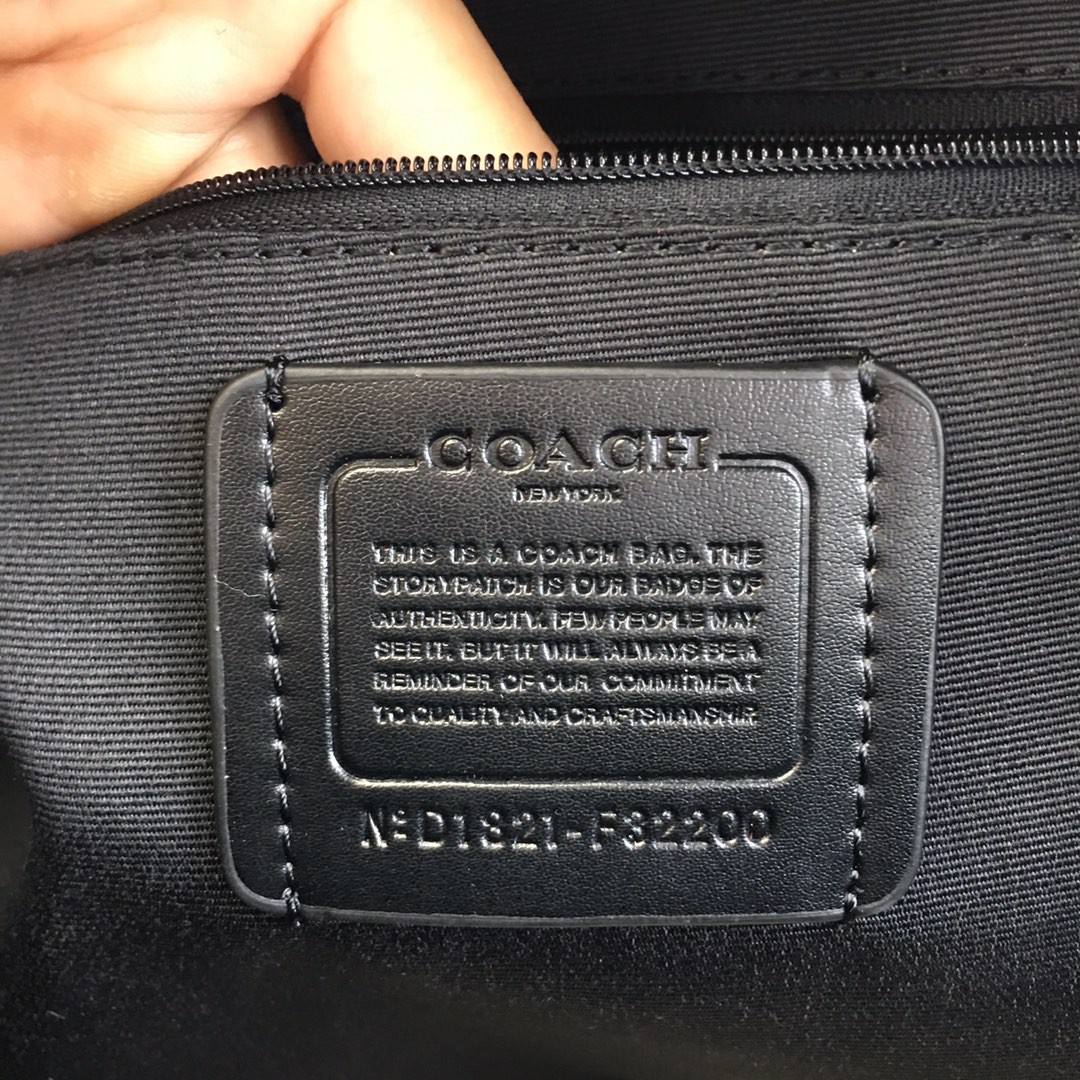 COACH
NEW YORK
THIS IS A COACH BAG. THE
STORYPATCH IS OUR BADGE OF
AUTHENTICITY. FEW PEOPLE MAY
SEE IT. BUT IT WILL ALWAYS BE A
REMINDER OF OUR COMMITMENT
TO QUALITY AND CRAFTSMANSHIP
Nº D1821-F32200